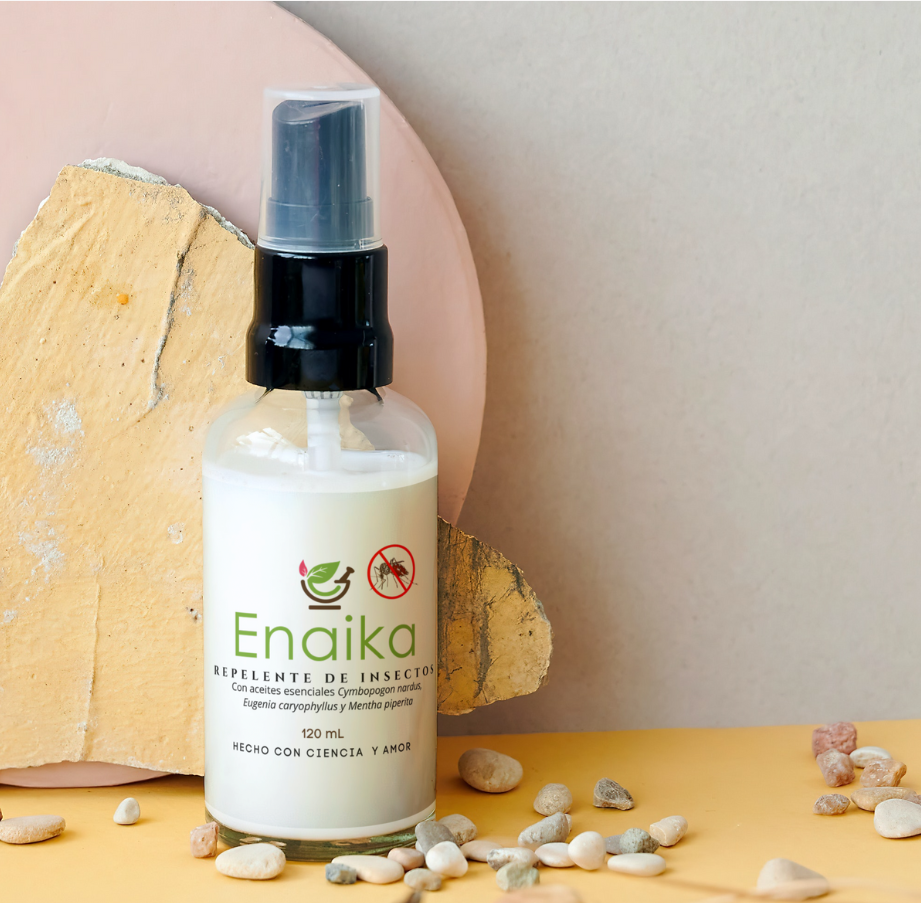 Enaika
REPELENTE DE INSECTOS
Con aceites esenciales Cymbopogon nardus,
Eugenia caryophyllus y Mentha piperita
120 mL
HECHO CON CIENCIA Y AMOR